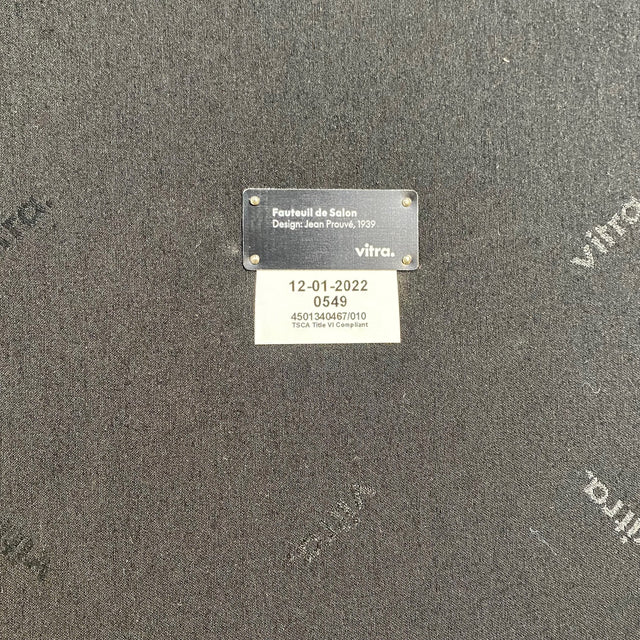 Fauteuil de Salon
Design: Jean Prouvé, 1939
vitra.
12-01-2022
0549
4501340467/010
TSCA Title VI Compliant
vitra.
vitra.
vitra.